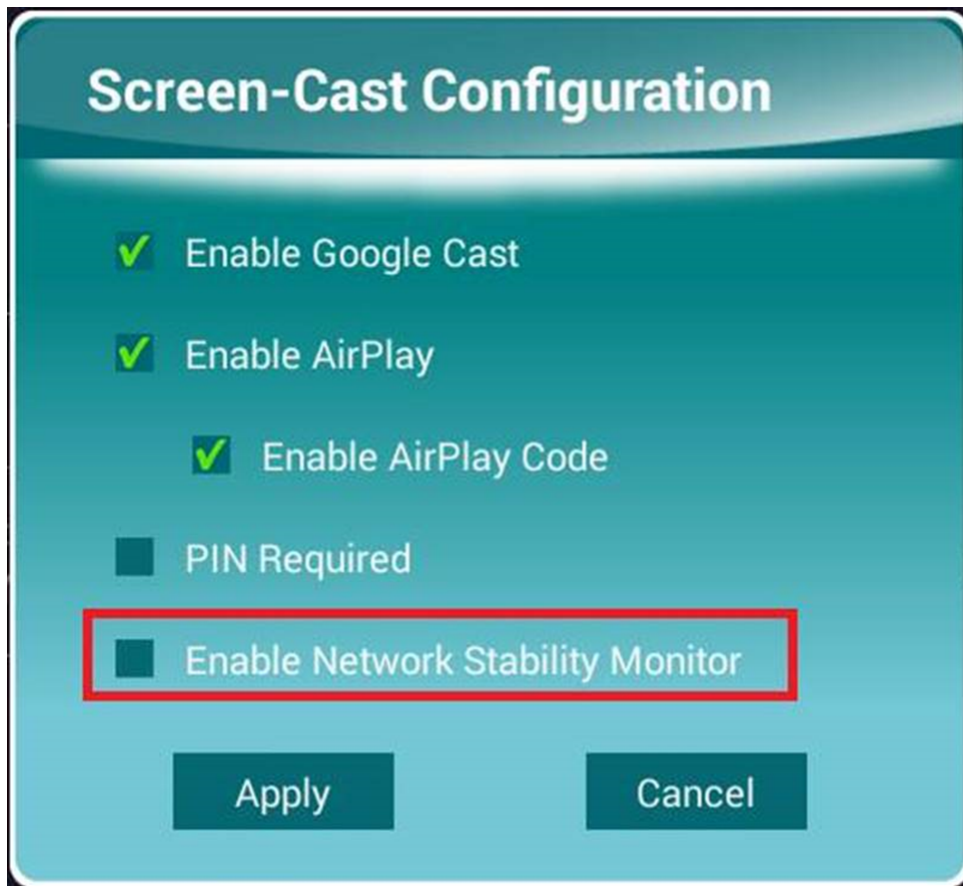 Screen-Cast Configuration
Enable Google Cast
Enable AirPlay
Enable AirPlay Code
PIN Required
Enable Network Stability Monitor
Apply
Cancel